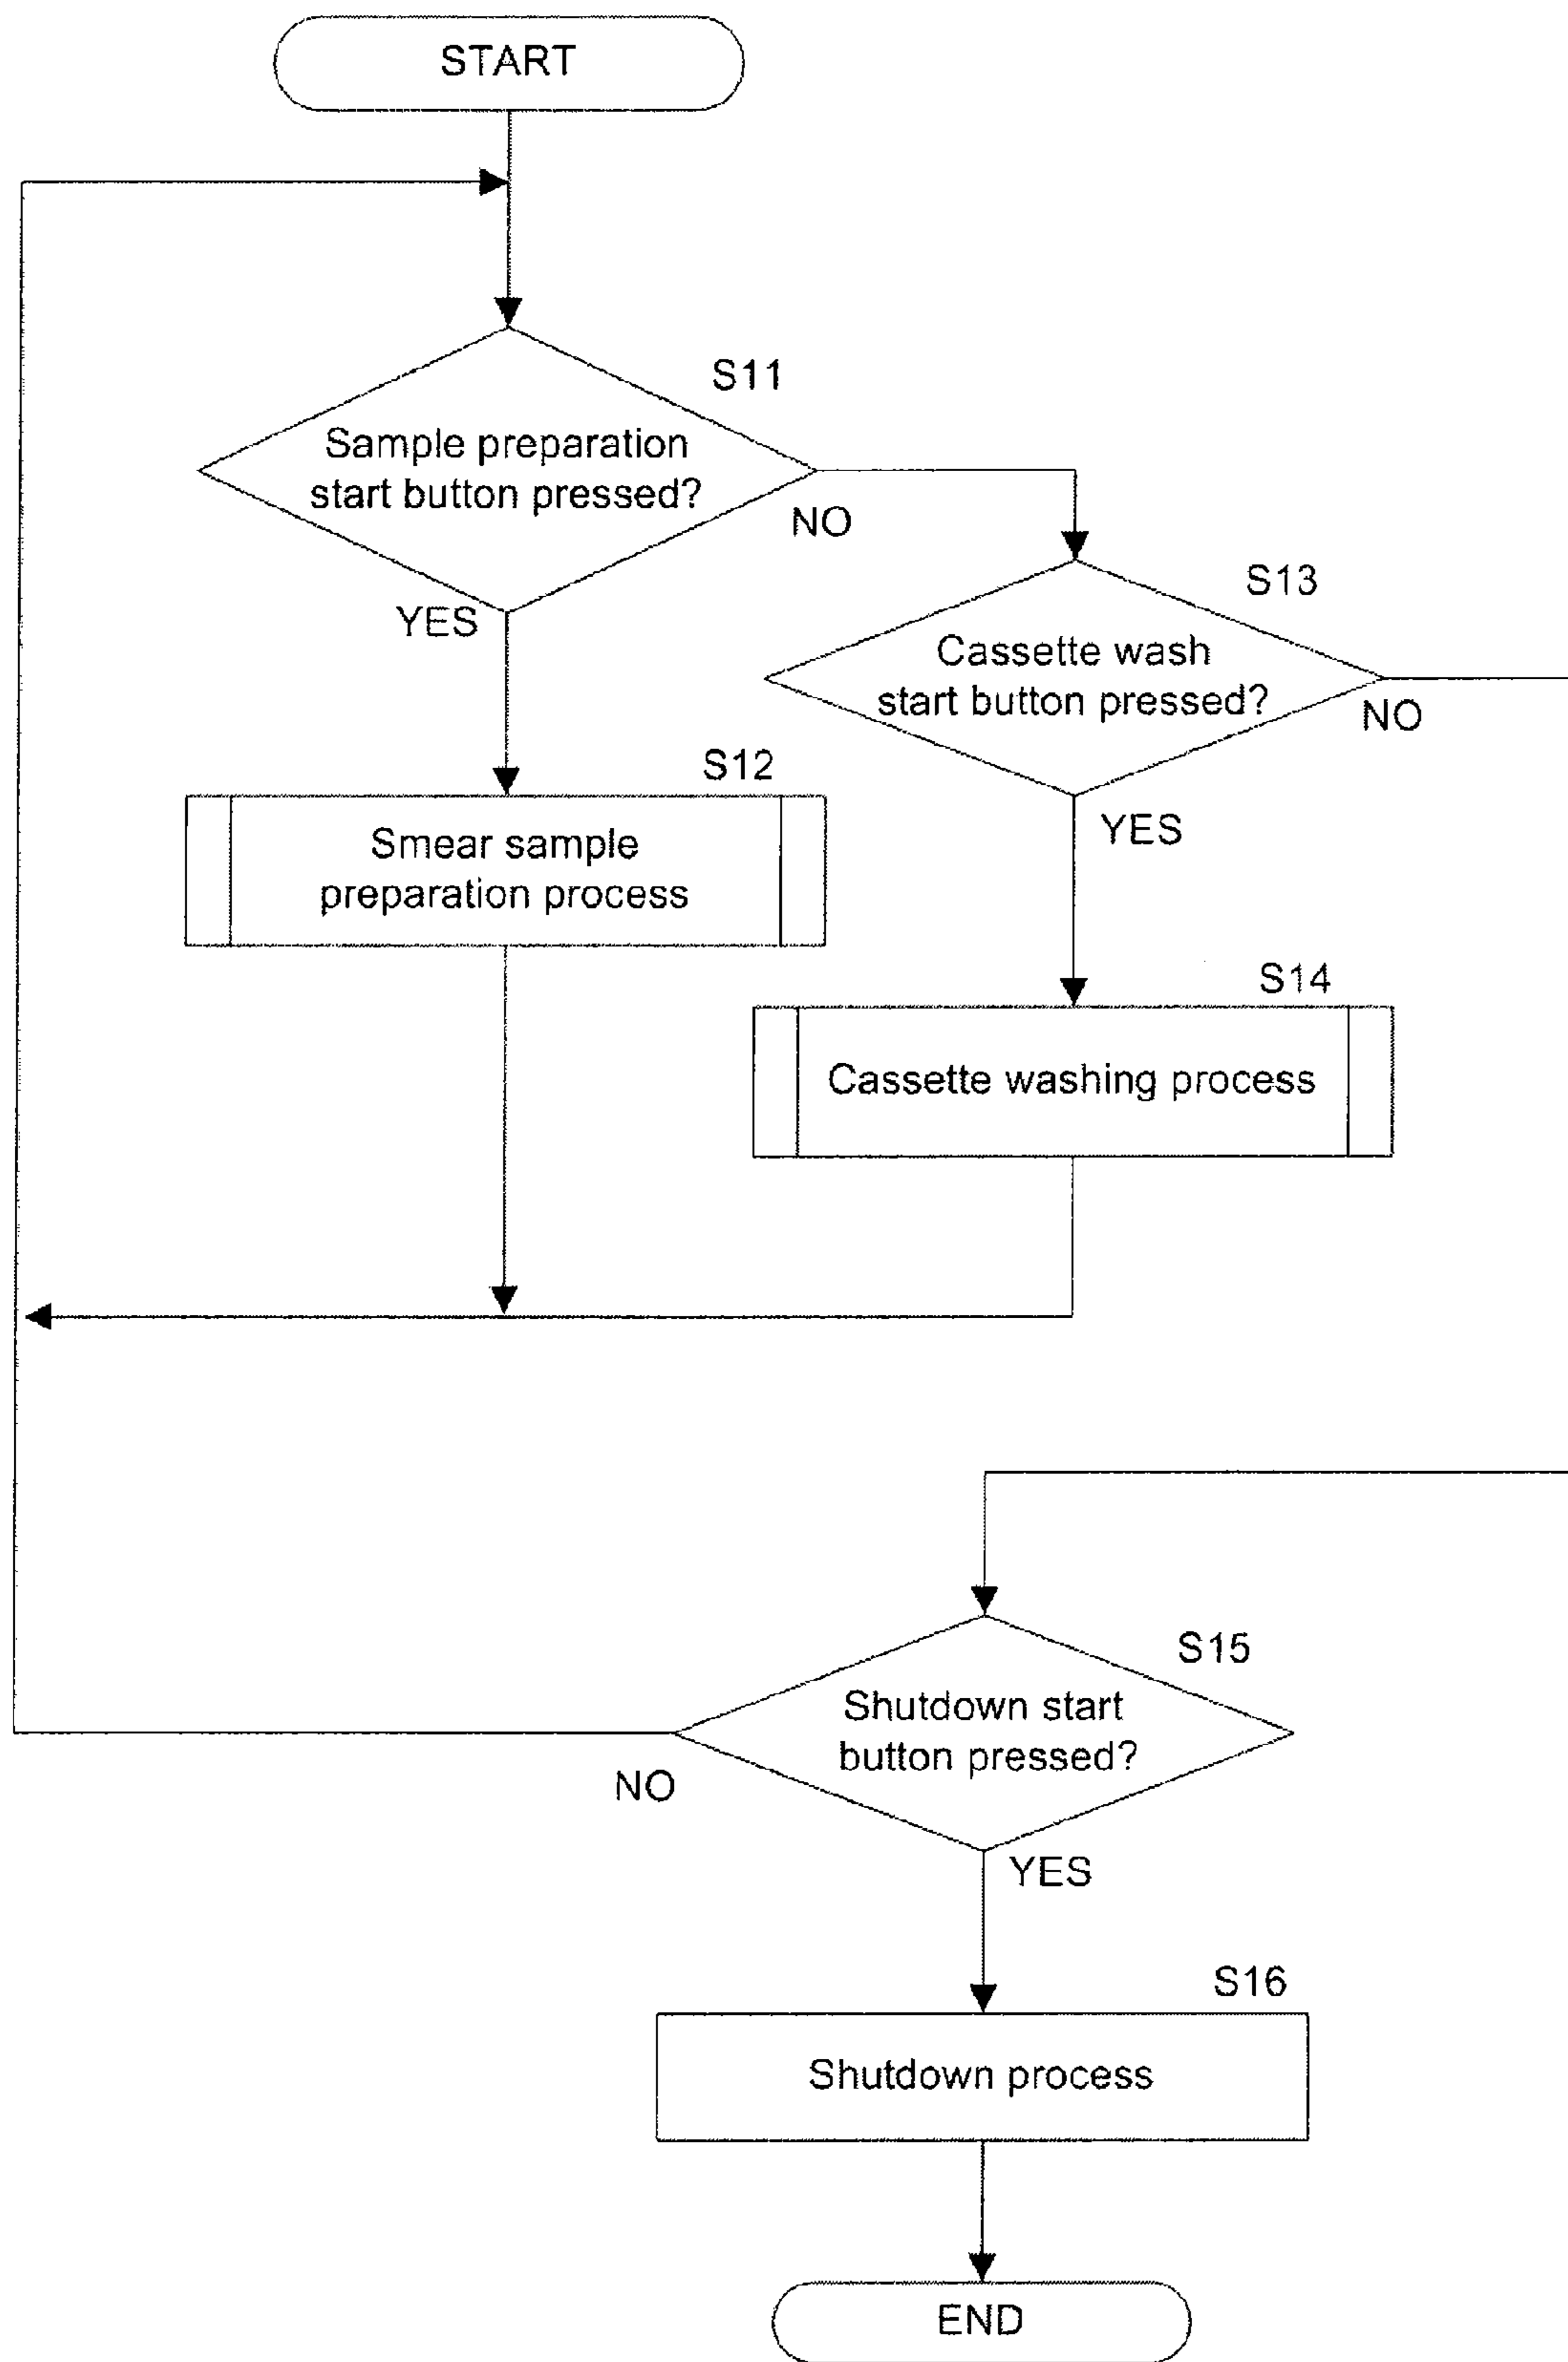 START
S11
Sample preparation
start button pressed?
NO
YES
S13
Cassette wash
start button pressed?
NO
YES
S12
Smear sample
preparation process
S14
Cassette washing process
S15
Shutdown start
button pressed?
NO
YES
S16
Shutdown process
END